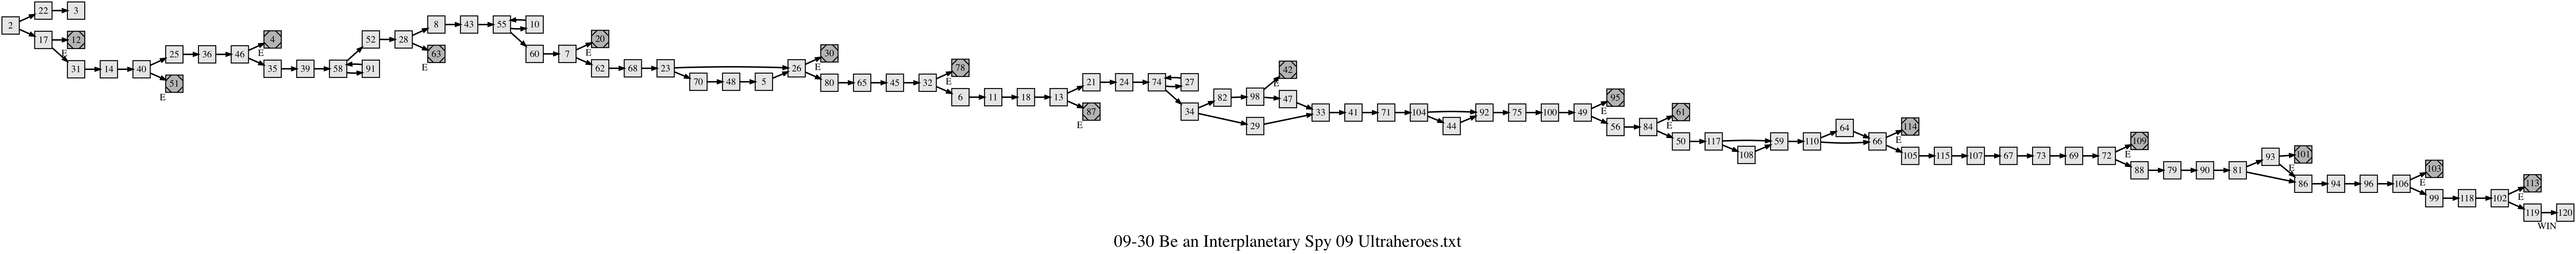 2 22 3
17 12
E
31 14 40 25 36 46 4
E
51
E
35 39 58 52 28 8 43 55 10
91
63
E
60 7 20
E
62 68 23 26 30
E
70 48 5
80 65 45 32 78
E
6 11 18 13 21 24 74 27
87
E
34 82 98 42
E
47
29
33 41 71 104 92 75 100 49 95
E
44
56 84 61
E
50 117 59 110 64 66 114
E
108
105 115 107 67 73 69 72 109
E
88 79 90 81 93 101
E
86 94 96 106 103
E
99 118 102 113
E
119 120
WIN
09-30 Be an Interplanetary Spy 09 Ultraheroes.txt